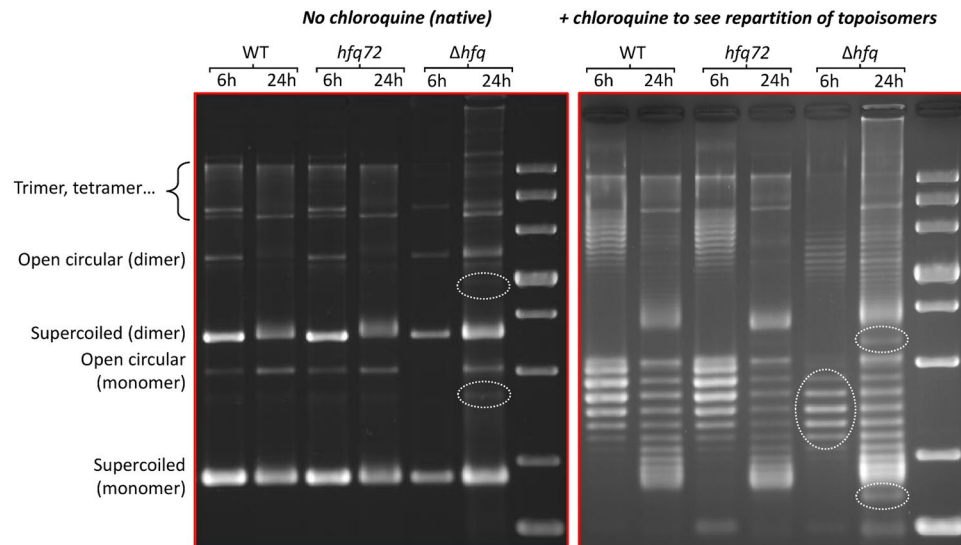 No chloroquine (native)
+ chloroquine to see repartition of topoisomers
WT hfq72 Δhfq
6h 24h 6h 24h 6h 24h
WT hfq72 Δhfq
6h 24h 6h 24h 6h 24h
Trimer, tetramer...
Open circular (dimer)
Supercoiled (dimer)
Open circular
(monomer)
Supercoiled
(monomer)